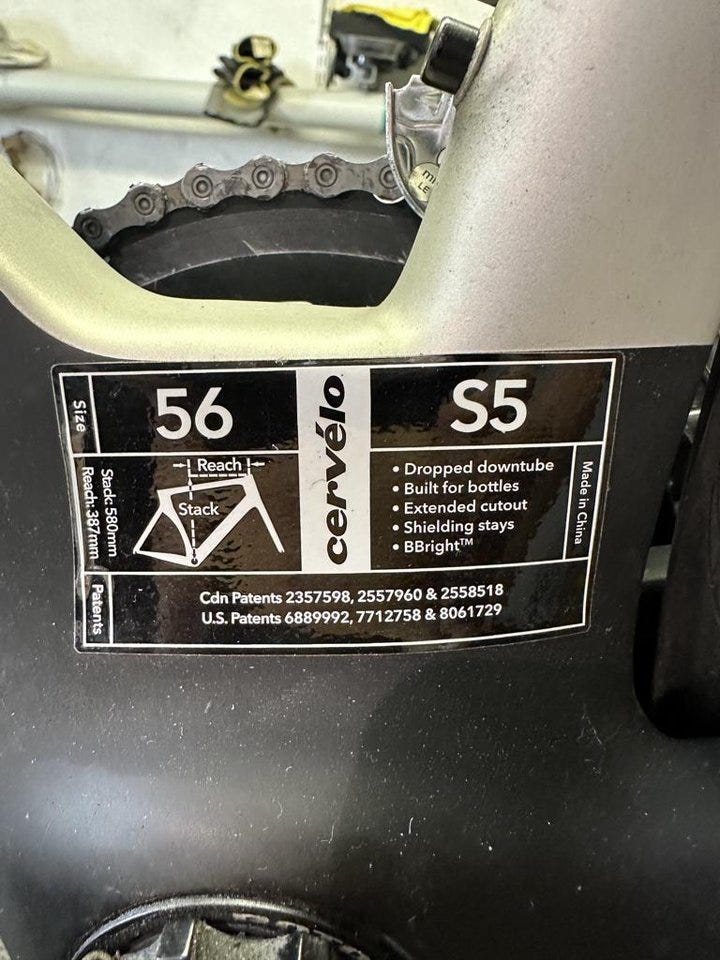 Size
56
cervélo
S5
Stack: 580mm
Reach: 387mm
Reach
Stack
• Dropped downtube
• Built for bottles
• Extended cutout
• Shielding stays
• BBright™
Made in China
Patents
Cdn Patents 2357598, 2557960 & 2558518
U.S. Patents 6889992, 7712758 & 8061729